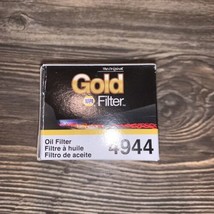 Gold
Filter
Oil Filter
Filtre à huile
Filtro de aceite
4944